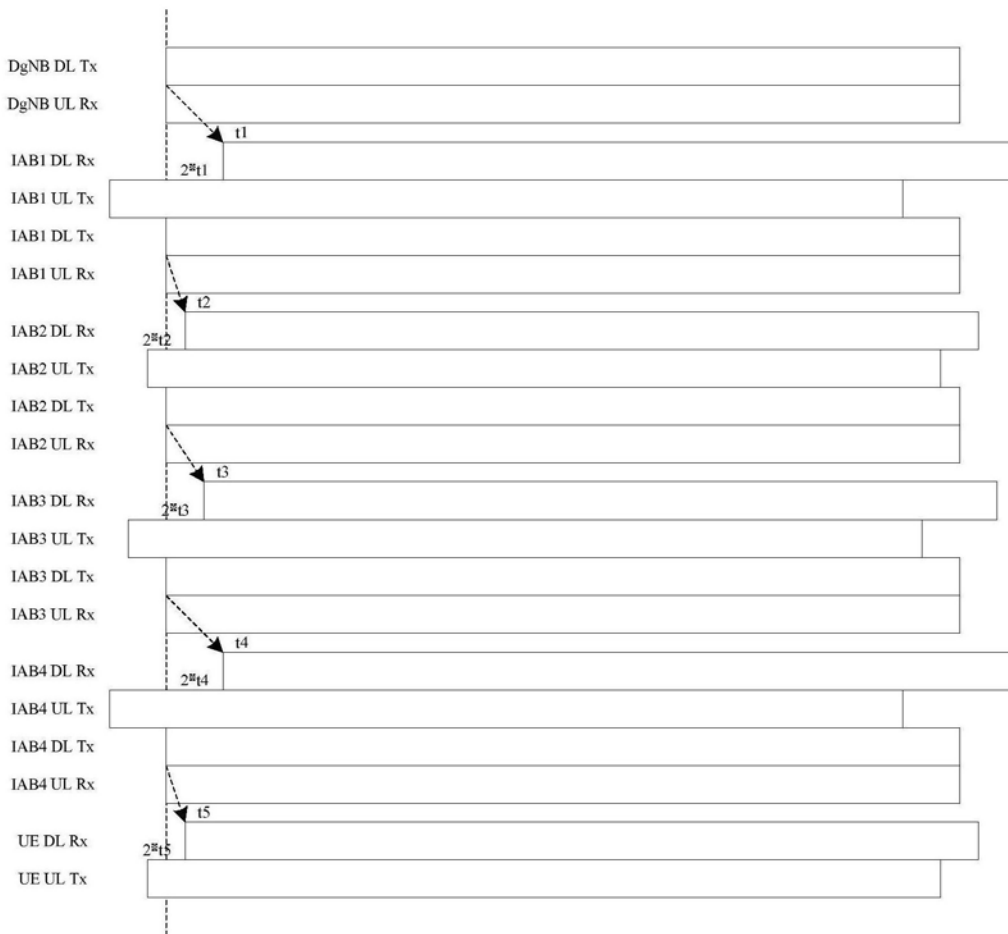 DgNB DL Tx
DgNB UL Rx
t1
IAB1 DL Rx
2*t1
IAB1 UL Tx
IAB1 DL Tx
IAB1 UL Rx
t2
IAB2 DL Rx
2*t2
IAB2 UL Tx
IAB2 DL Tx
IAB2 UL Rx
t3
IAB3 DL Rx
2*t3
IAB3 UL Tx
IAB3 DL Tx
IAB3 UL Rx
t4
IAB4 DL Rx
2*t4
IAB4 UL Tx
IAB4 DL Tx
IAB4 UL Rx
t5
UE DL Rx
2*t5
UE UL Tx